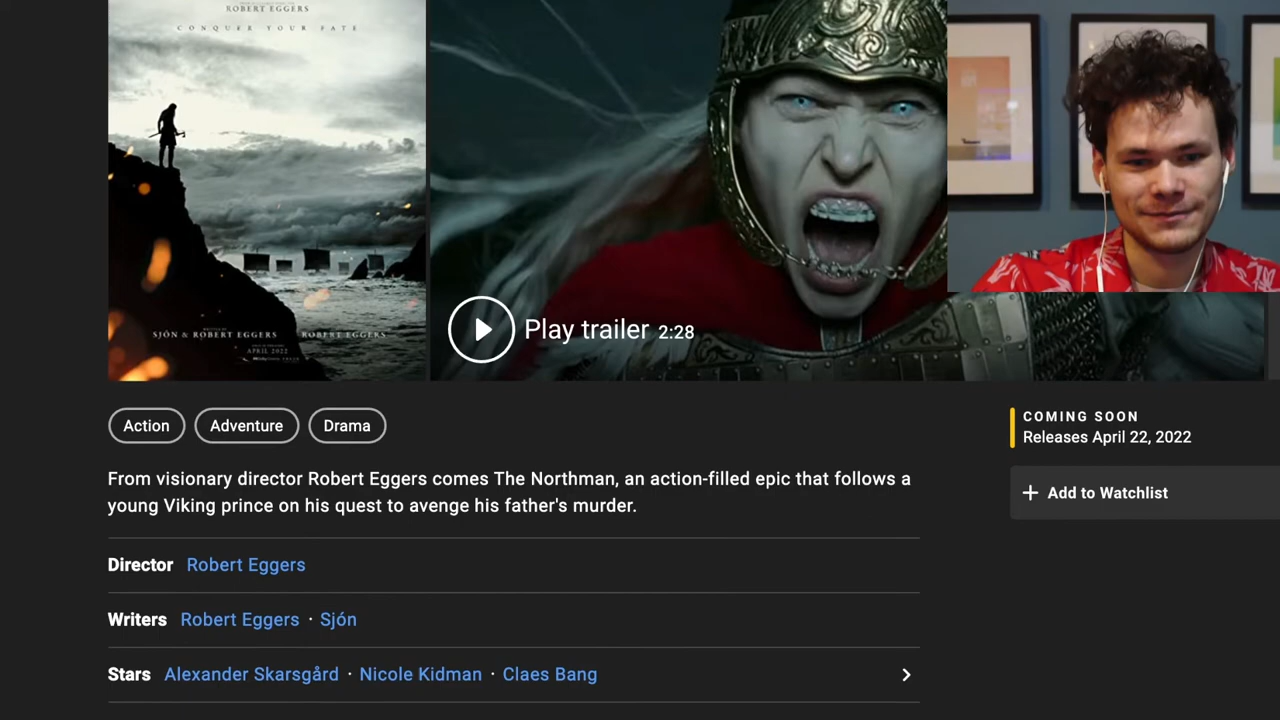 ROBERT EGGERS
CONQUER YOUR FATE
SJÓN & ROBERT EGGERS ROBERT EGGERS
APRIL 2022
Play trailer 2:28
Action Adventure Drama
COMING SOON
Releases April 22, 2022
Add to Watchlist
From visionary director Robert Eggers comes The Northman, an action-filled epic that follows a
young Viking prince on his quest to avenge his father's murder.
Director Robert Eggers
Writers Robert Eggers · Sjón
Stars Alexander Skarsgård · Nicole Kidman · Claes Bang